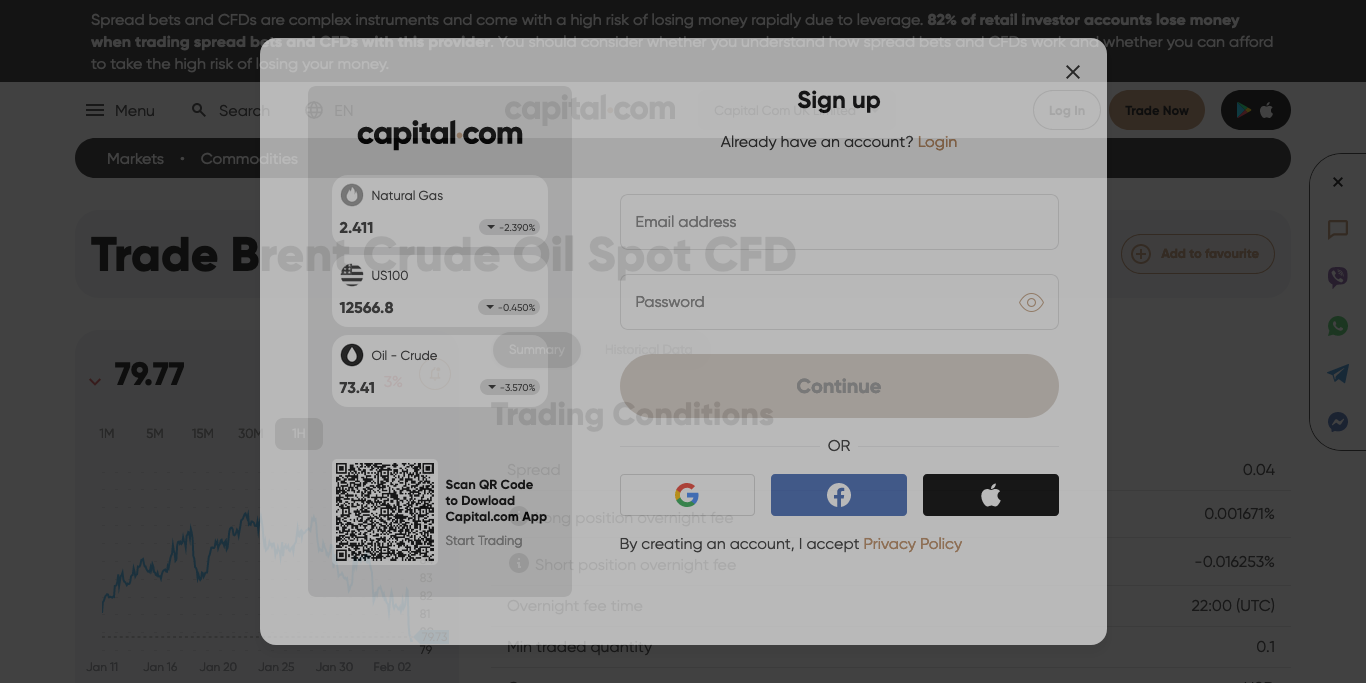 Spread bets and CFDs are complex instruments and come with a high risk of losing money rapidly due to leverage. 82% of retail investor accounts lose money
when trading spread bets and CFDs with this provider. You should consider whether you understand how spread bets and CFDs work and whether you can afford
to take the high risk of losing your money.
Menu
Search
EN
capital.com
Capital Com UK Limited
Log In
Trade Now
Markets • Commodities
Trade Brent Crude Oil Spot CFD
Add to favourite
79.77
3%
1M 5M 15M 30M 1H
83
82
81
79.73
79
Jan 11 Jan 16 Jan 20 Jan 25 Jan 30 Feb 02
Summary
Historical Data
Trading Conditions
Spread 0.04
Long position overnight fee 0.001671%
Short position overnight fee -0.016253%
Overnight fee time 22:00 (UTC)
Min traded quantity 0.1
capital.com
Natural Gas
2.411 -2.390%
US100
12566.8 -0.450%
Oil - Crude
73.41 -3.570%
Scan QR Code
to Dowload
Capital.com App
Start Trading
Sign up
Already have an account? Login
Email address
Password
Continue
OR
By creating an account, I accept Privacy Policy